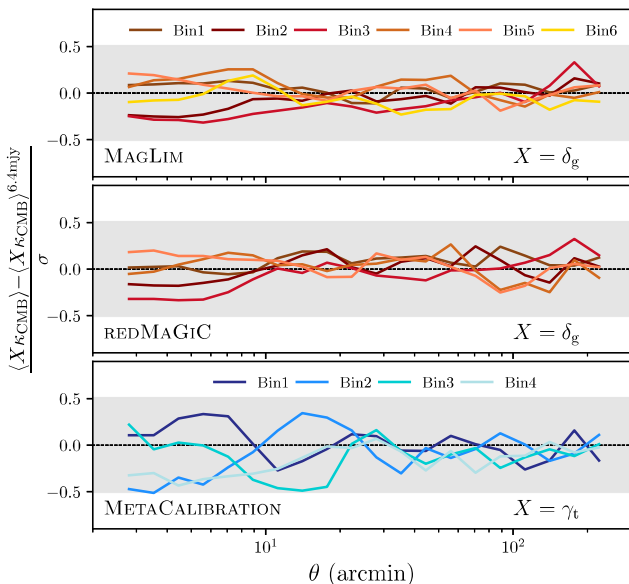 Bin1 Bin2 Bin3 Bin4 Bin5 Bin6
0.5
0.0
−0.5
MagLim X = δg
0.5
0.0
−0.5
redMaGiC X = δg
Bin1 Bin2 Bin3 Bin4
0.5
0.0
−0.5
MetaCalibration X = γt
10¹ 10²
θ (arcmin)
⟨XκCMB⟩−⟨XκCMB⟩^6.4mjy
σ